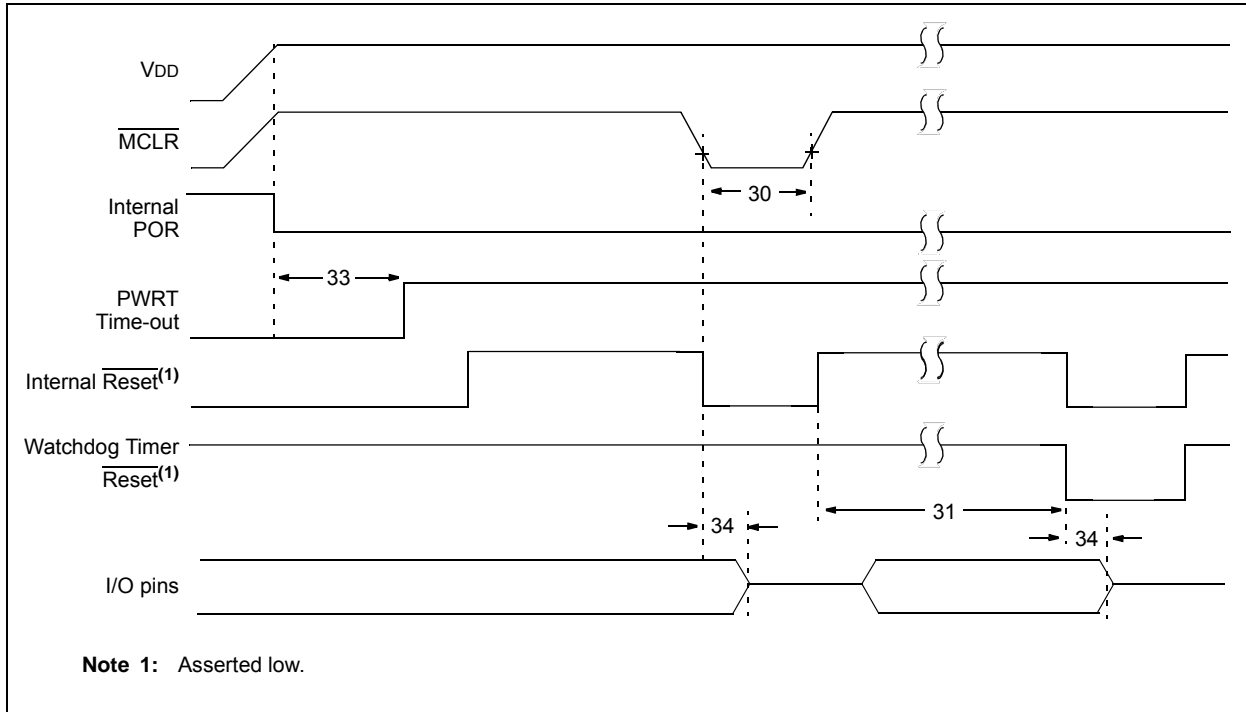 VDD
MCLR
30
Internal
POR
33
PWRT
Time-out
Internal Reset(1)
Watchdog Timer
Reset(1)
31
34
34
I/O pins
Note 1: Asserted low.